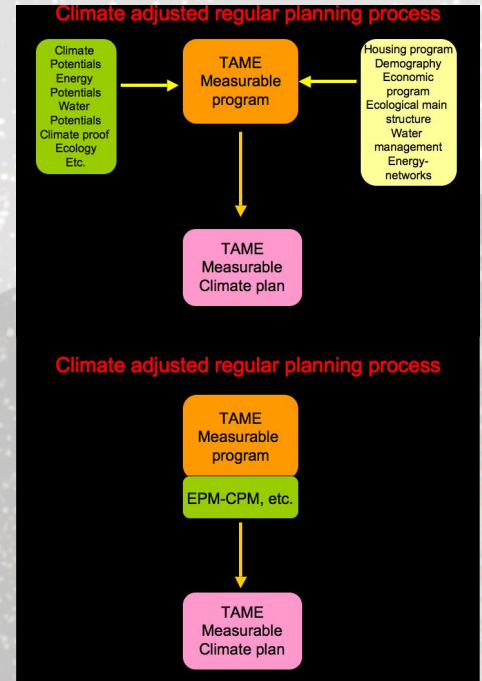 Climate adjusted regular planning process
Climate
Potentials
Energy
Potentials
Water
Potentials
Climate proof
Ecology
Etc.
TAME
Measurable
program
Housing program
Demography
Economic
program
Ecological main
structure
Water
management
Energy-
networks
TAME
Measurable
Climate plan
Climate adjusted regular planning process
TAME
Measurable
program
EPM-CPM, etc.
TAME
Measurable
Climate plan